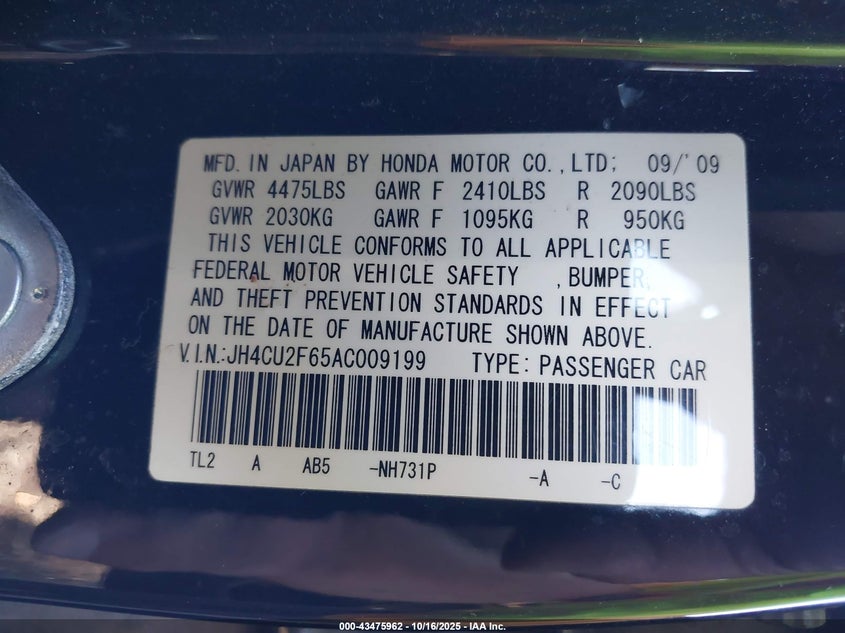 MFD. IN JAPAN BY HONDA MOTOR CO., LTD; 09/'09
GVWR 4475LBS GAWR F 2410LBS R 2090LBS
GVWR 2030KG GAWR F 1095KG R 950KG
THIS VEHICLE CONFORMS TO ALL APPLICABLE
FEDERAL MOTOR VEHICLE SAFETY , BUMPER,
AND THEFT PREVENTION STANDARDS IN EFFECT
ON THE DATE OF MANUFACTURE SHOWN ABOVE.
V.I.N.:JH4CU2F65AC009199 TYPE: PASSENGER CAR
TL2 A AB5 -NH731P -A -C
000-43475962 - 10/16/2025 - IAA Inc.